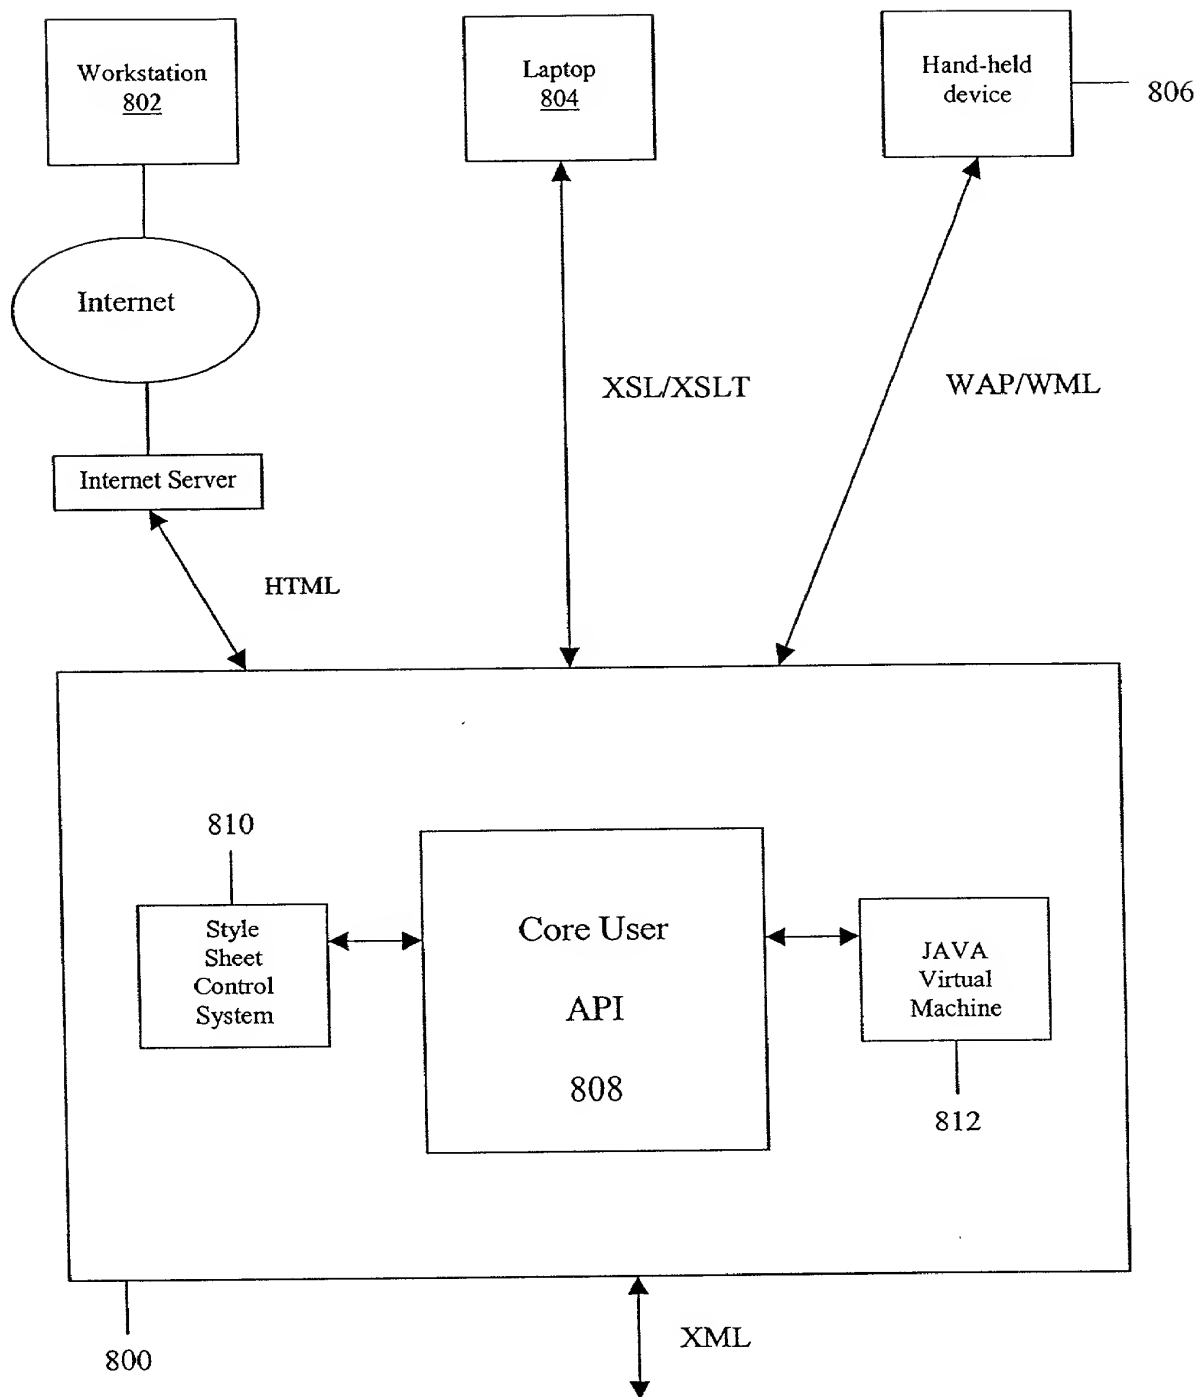 Workstation
802
Laptop
804
Hand-held
device
806
Internet
XSL/XSLT
WAP/WML
Internet Server
HTML
810
Style
Sheet
Control
System
Core User
API
808
JAVA
Virtual
Machine
812
800
XML